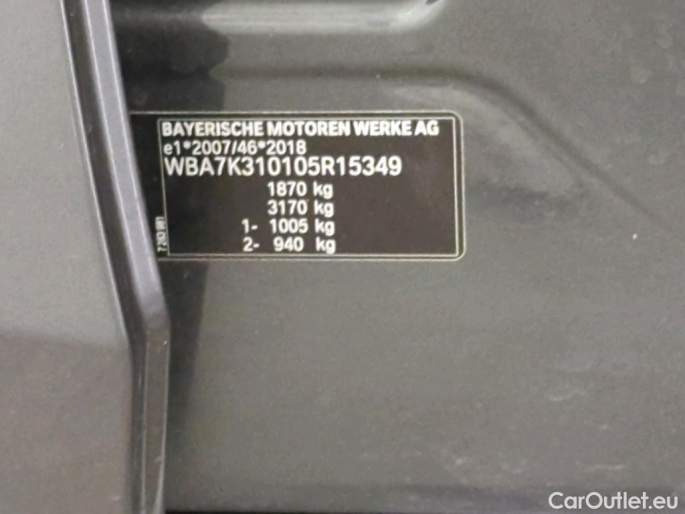 BAYERISCHE MOTOREN WERKE AG
e1*2007/46*2018
WBA7K310105R15349
1870 kg
3170 kg
1- 1005 kg
2- 940 kg
CarOutlet.eu